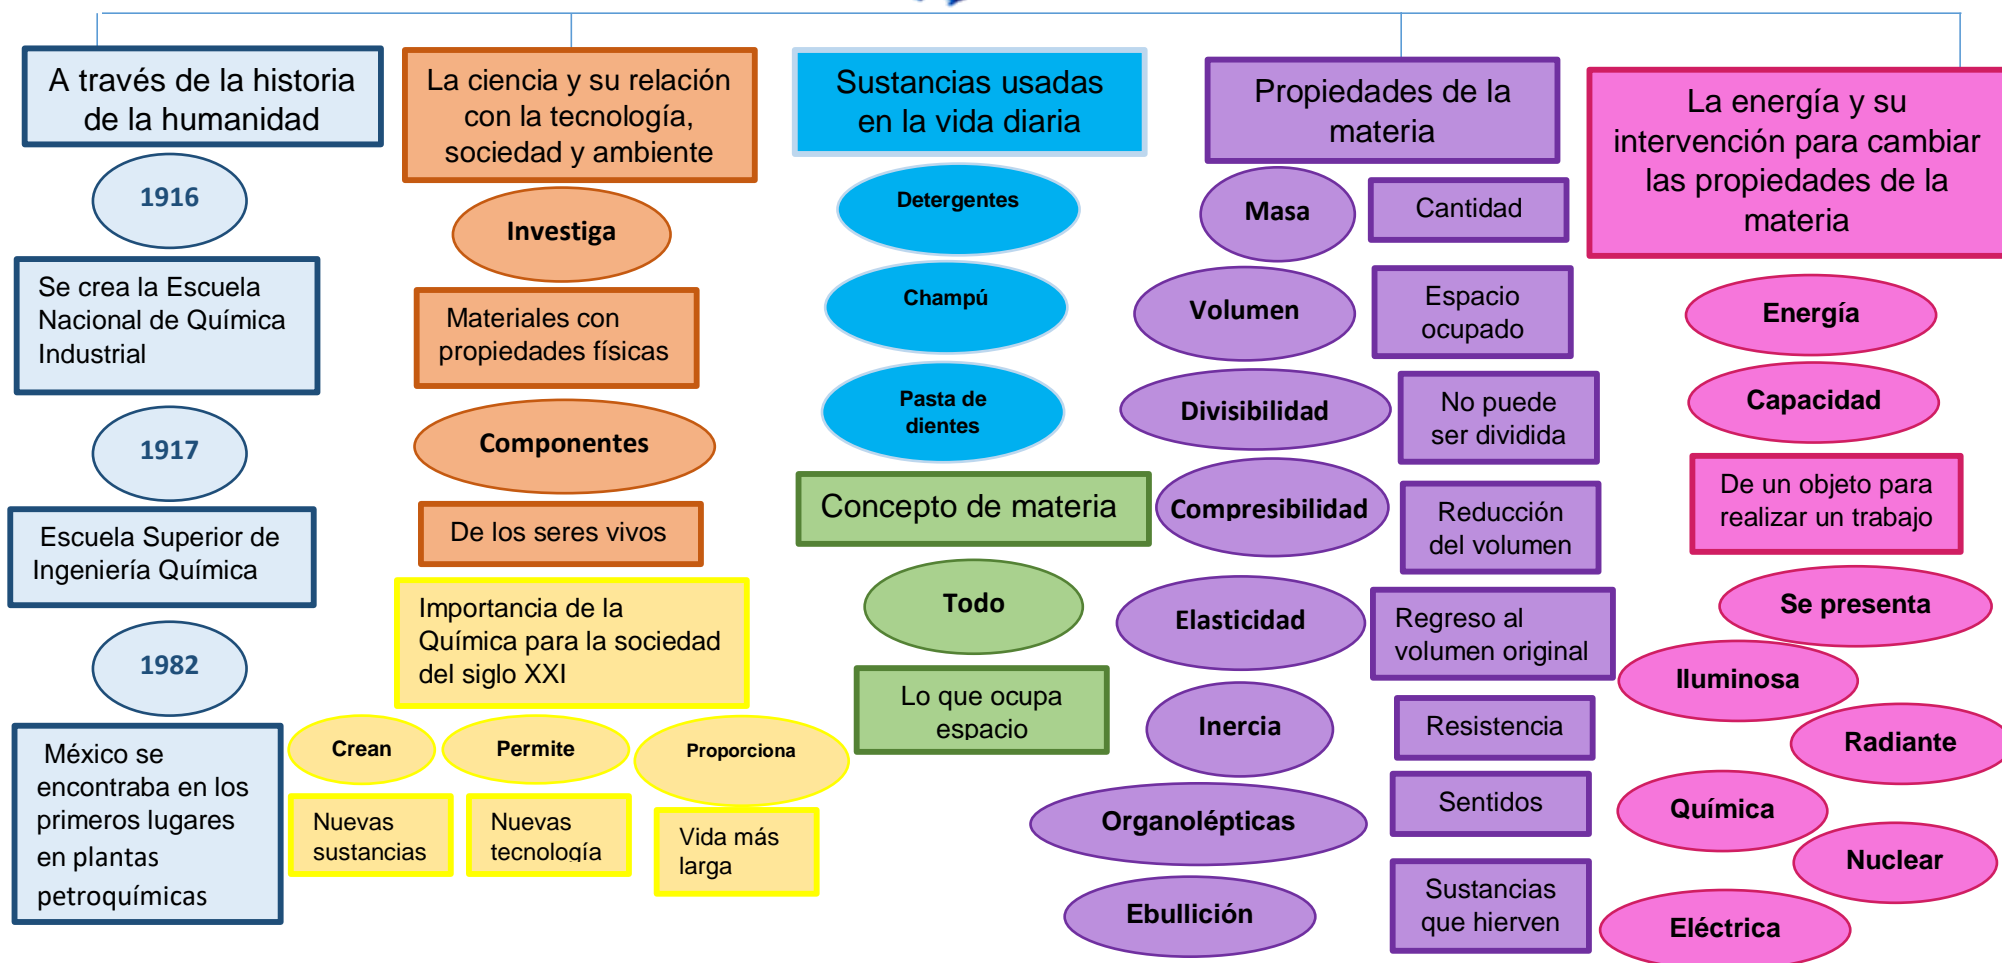 A través de la historia
de la humanidad
1916
Se crea la Escuela
Nacional de Química
Industrial
1917
Escuela Superior de
Ingeniería Química
1982
México se
encontraba en los
primeros lugares
en plantas
petroquímicas
La ciencia y su relación
con la tecnología,
sociedad y ambiente
Investiga
Materiales con
propiedades físicas
Componentes
De los seres vivos
Importancia de la
Química para la sociedad
del siglo XXI
Crean
Nuevas
sustancias
Permite
Nuevas
tecnología
Proporciona
Vida más
larga
Sustancias usadas
en la vida diaria
Detergentes
Champú
Pasta de
dientes
Concepto de materia
Todo
Lo que ocupa
espacio
Propiedades de la
materia
Masa
Cantidad
Volumen
Espacio
ocupado
Divisibilidad
No puede
ser dividida
Compresibilidad
Reducción
del volumen
Elasticidad
Regreso al
volumen original
Inercia
Resistencia
Organolépticas
Sentidos
Ebullición
Sustancias
que hierven
La energía y su
intervención para cambiar
las propiedades de la
materia
Energía
Capacidad
De un objeto para
realizar un trabajo
Se presenta
Iluminosa
Radiante
Química
Nuclear
Eléctrica